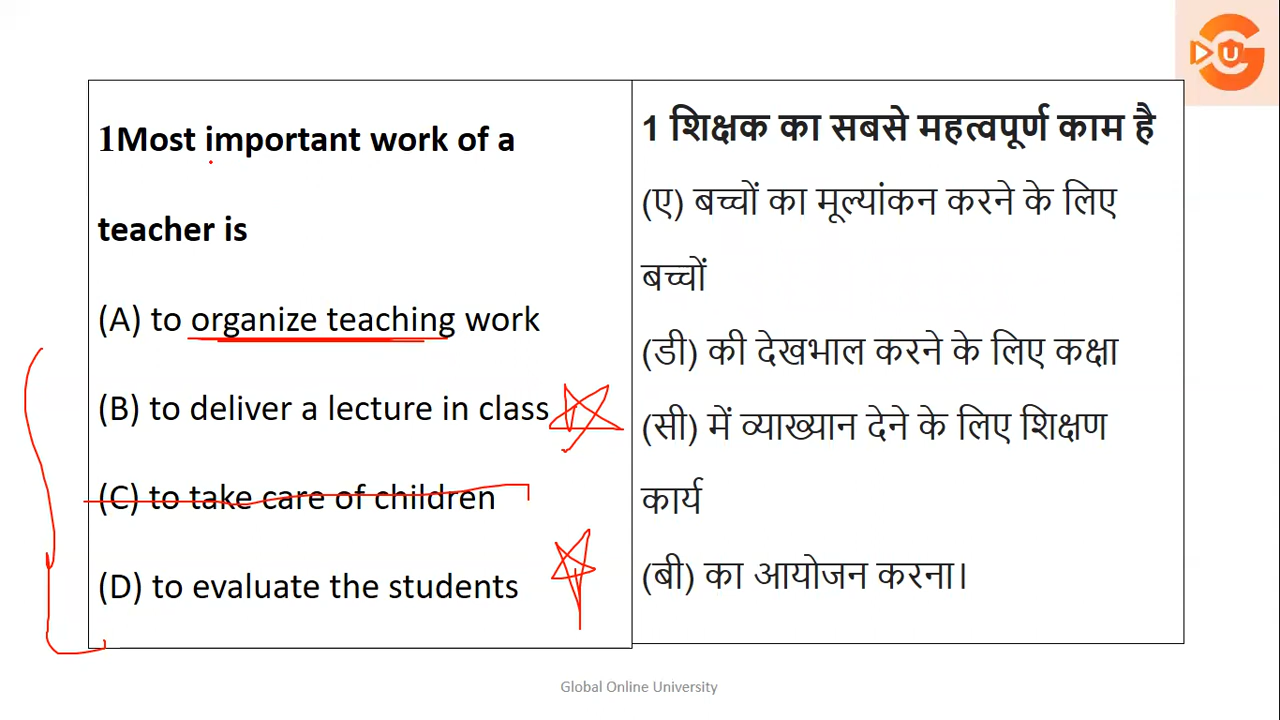 1Most important work of a
teacher is
(A) to organize teaching work
(B) to deliver a lecture in class
(C) to take care of children
(D) to evaluate the students
1 शिक्षक का सबसे महत्वपूर्ण काम है
(ए) बच्चों का मूल्यांकन करने के लिए
बच्चों
(डी) की देखभाल करने के लिए कक्षा
(सी) में व्याख्यान देने के लिए शिक्षण
कार्य
(बी) का आयोजन करना।
Global Online University
U